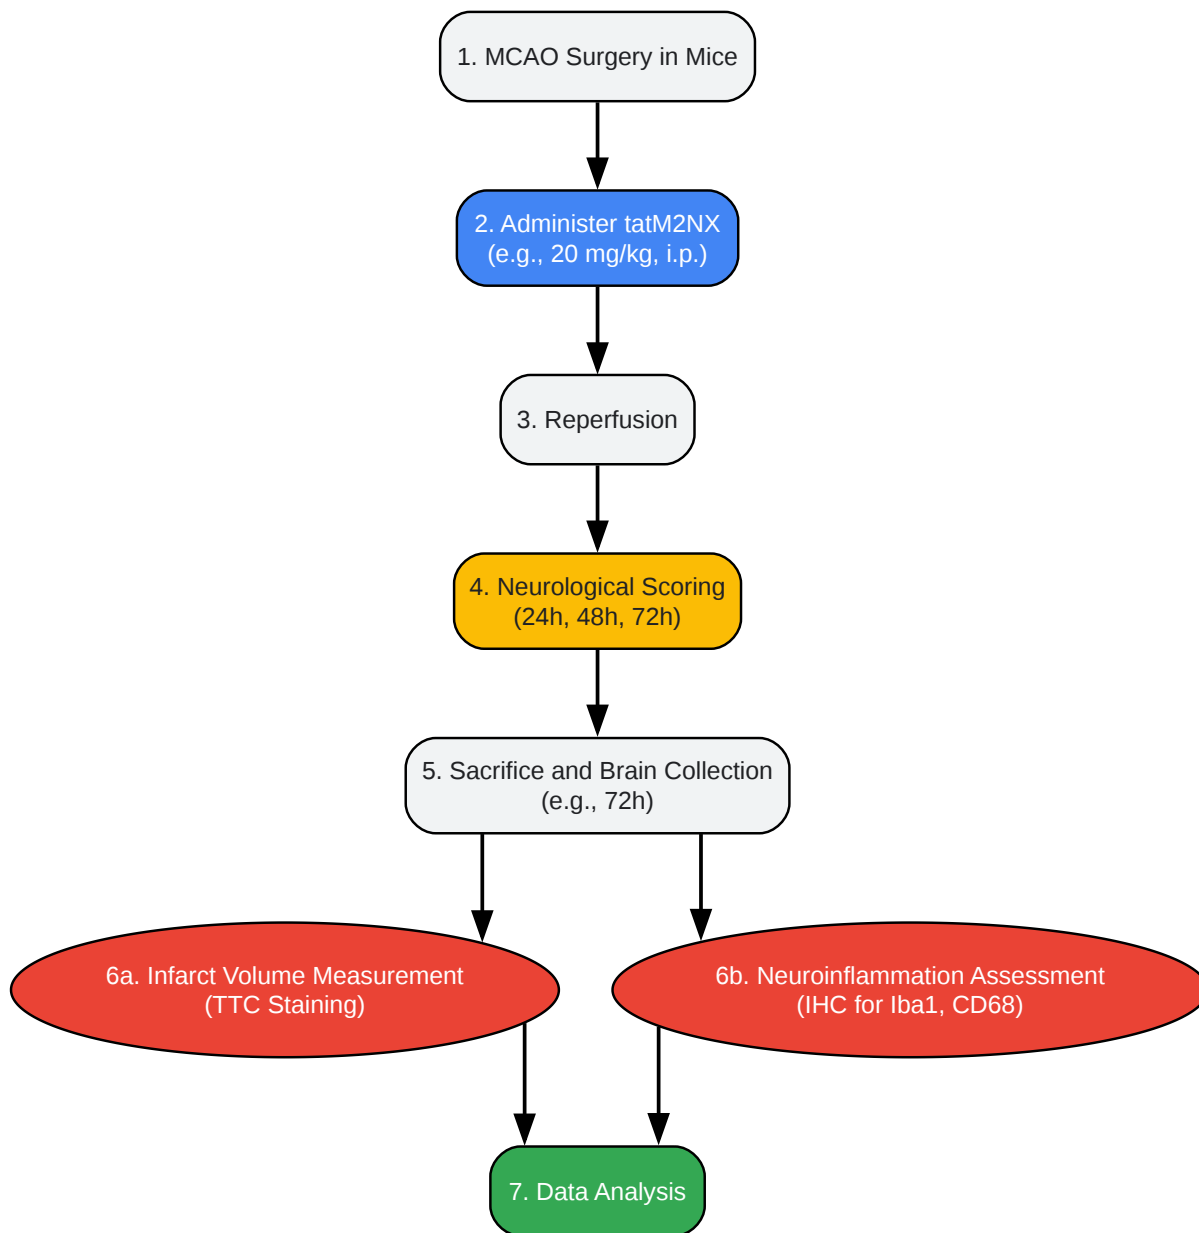 1. MCAO Surgery in Mice
2. Administer tatM2NX
(e.g., 20 mg/kg, i.p.)
3. Reperfusion
4. Neurological Scoring
(24h, 48h, 72h)
5. Sacrifice and Brain Collection
(e.g., 72h)
6a. Infarct Volume Measurement
(TTC Staining)
6b. Neuroinflammation Assessment
(IHC for Iba1, CD68)
7. Data Analysis